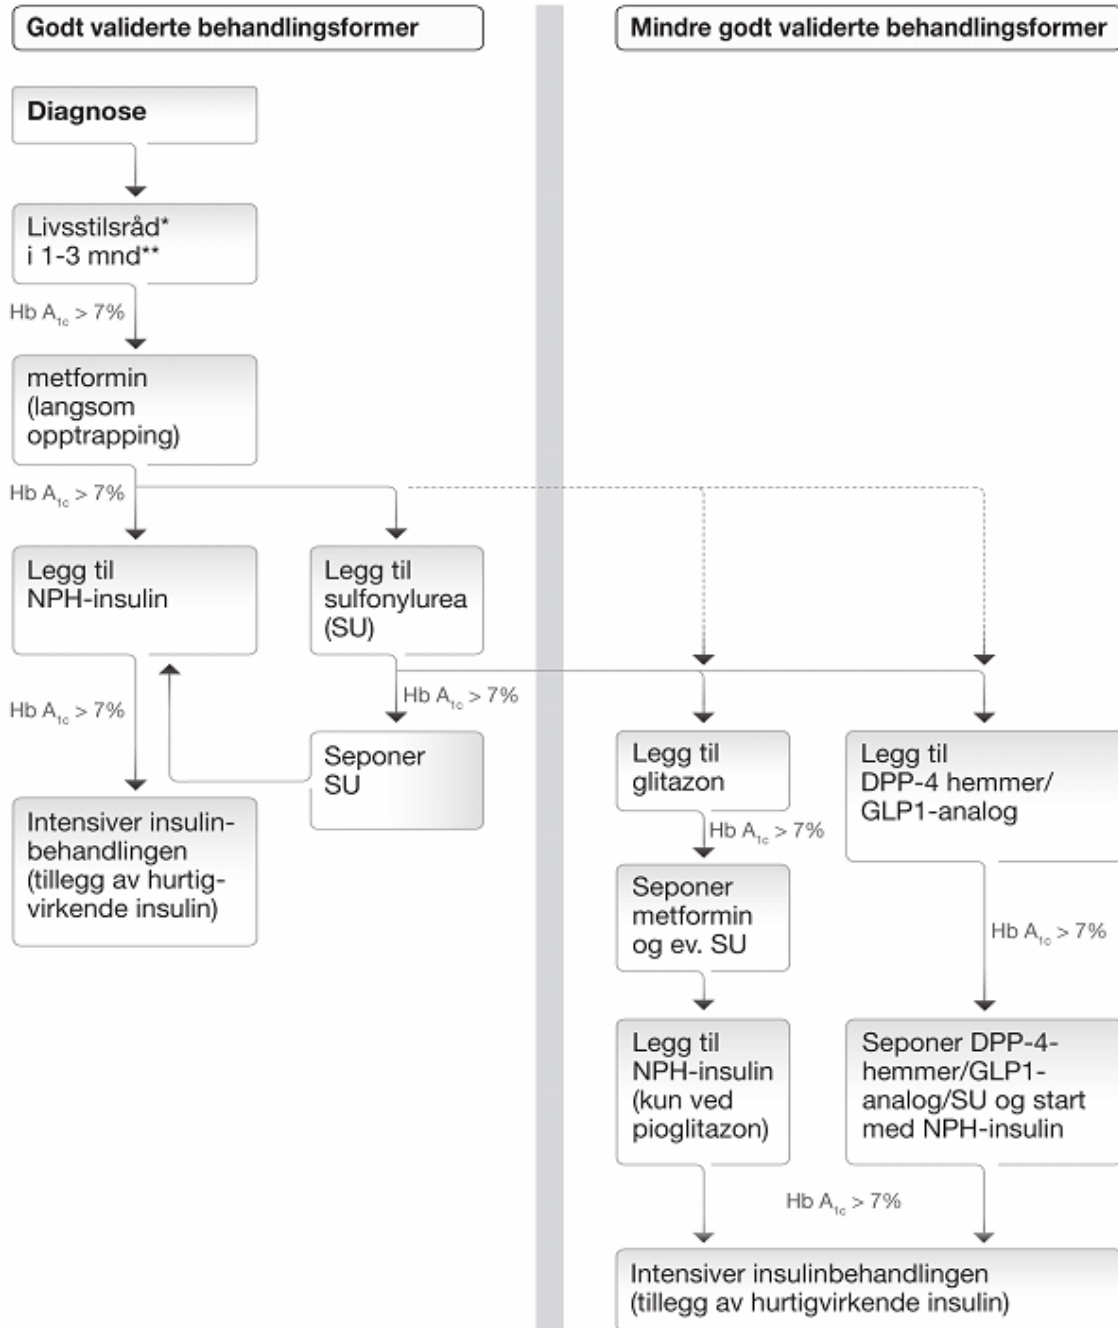 Godt validerte behandlingsformer
Diagnose
Livsstilsråd*
i 1-3 mnd**
Hb A1c > 7%
metformin
(langsom
opptrapping)
Hb A1c > 7%
Legg til
NPH-insulin
Legg til
sulfonylurea
(SU)
Hb A1c > 7%
Hb A1c > 7%
Seponer
SU
Intensiver insulin-
behandlingen
(tillegg av hurtig-
virkende insulin)
Mindre godt validerte behandlingsformer
Legg til
glitazon
Hb A1c > 7%
Seponer
metformin
og ev. SU
Legg til
NPH-insulin
(kun ved
pioglitazon)
Legg til
DPP-4 hemmer/
GLP1-analog
Hb A1c > 7%
Seponer DPP-4-
hemmer/GLP1-
analog/SU og start
med NPH-insulin
Hb A1c > 7%
Intensiver insulinbehandlingen
(tillegg av hurtigvirkende insulin)